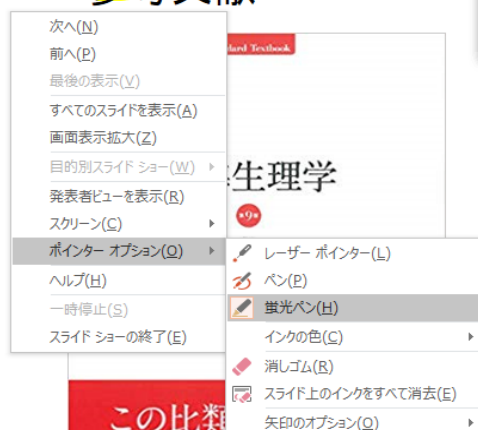 次へ(N)
前へ(P)
最後の表示(V)
すべてのスライドを表示(A)
画面表示拡大(Z)
目的別スライド ショー(W)
発表者ビューを表示(R)
スクリーン(C)
ポインター オプション(O)
ヘルプ(H)
一時停止(S)
スライド ショーの終了(E)
レーザー ポインター(L)
ペン(P)
蛍光ペン(H)
インクの色(C)
消しゴム(R)
スライド上のインクをすべて消去(E)
矢印のオプション(O)
Textbook
生理学
第9版
この比類